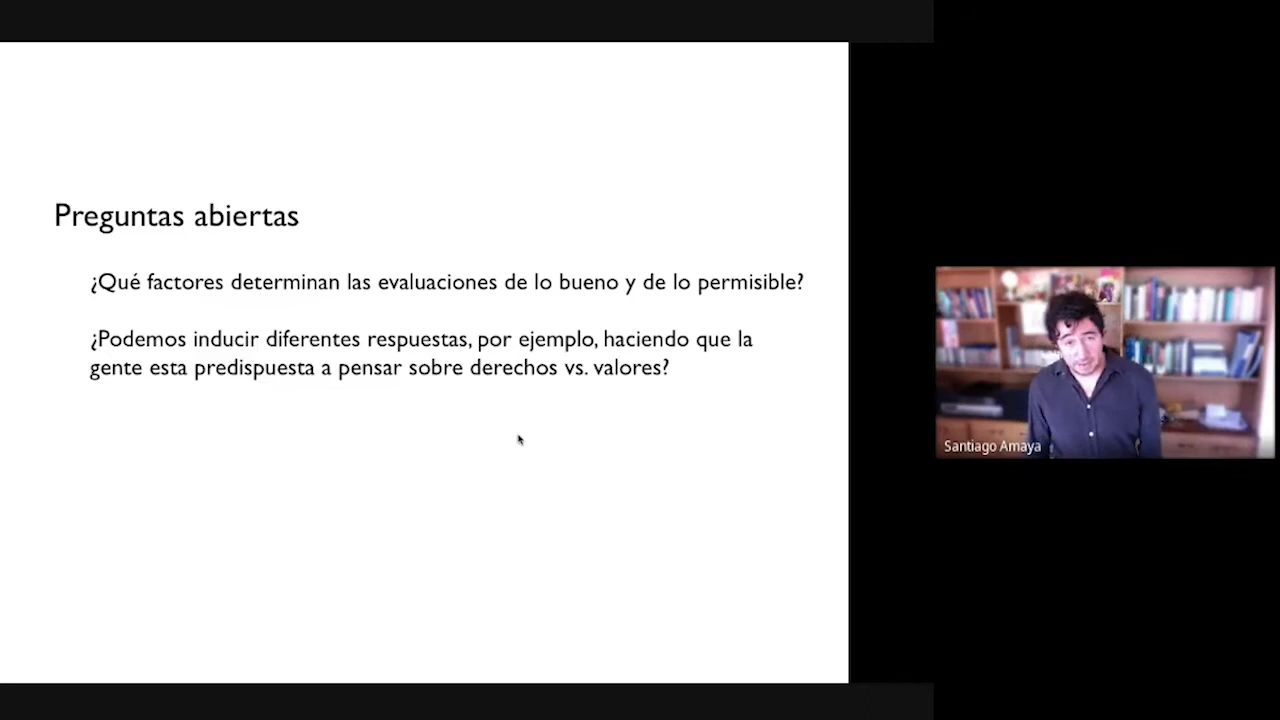 Preguntas abiertas
¿Qué factores determinan las evaluaciones de lo bueno y de lo permisible?
¿Podemos inducir diferentes respuestas, por ejemplo, haciendo que la
gente esta predispuesta a pensar sobre derechos vs. valores?
Santiago Amaya